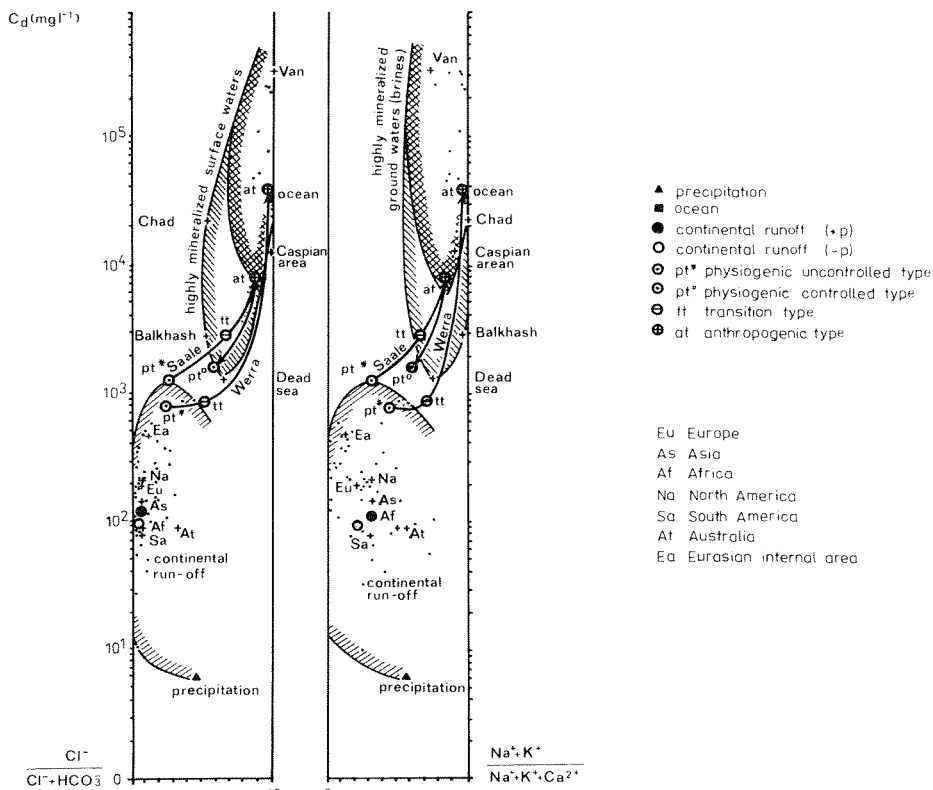 C_d (mg l⁻¹)
10⁵
10⁴
10³
10²
10¹
0
highly mineralized surface waters
Van
at
ocean
Chad
Caspian
area
at
tt
Balkhash
Saale
pt*
pt°
Werra
Dead
sea
pt*
tt
Ea
Na
Eu
As
Af
At
Sa
continental
run-off
precipitation
Cl⁻
Cl⁻+HCO₃⁻
highly mineralized
ground waters (brines)
Van
at
ocean
Chad
Caspian
arean
at
tt
Werra
Balkhash
Saale
pt*
pt°
Dead
sea
pt*
tt
Ea
Na
Eu
As
Af
At
Sa
continental
run-off
precipitation
Na⁺+K⁺
Na⁺+K⁺+Ca²⁺
precipitation
ocean
continental runoff (+p)
continental runoff (-p)
pt* physiogenic uncontrolled type
pt° physiogenic controlled type
tt transition type
at anthropogenic type
Eu Europe
As Asia
Af Africa
Na North America
Sa South America
At Australia
Ea Eurasian internal area